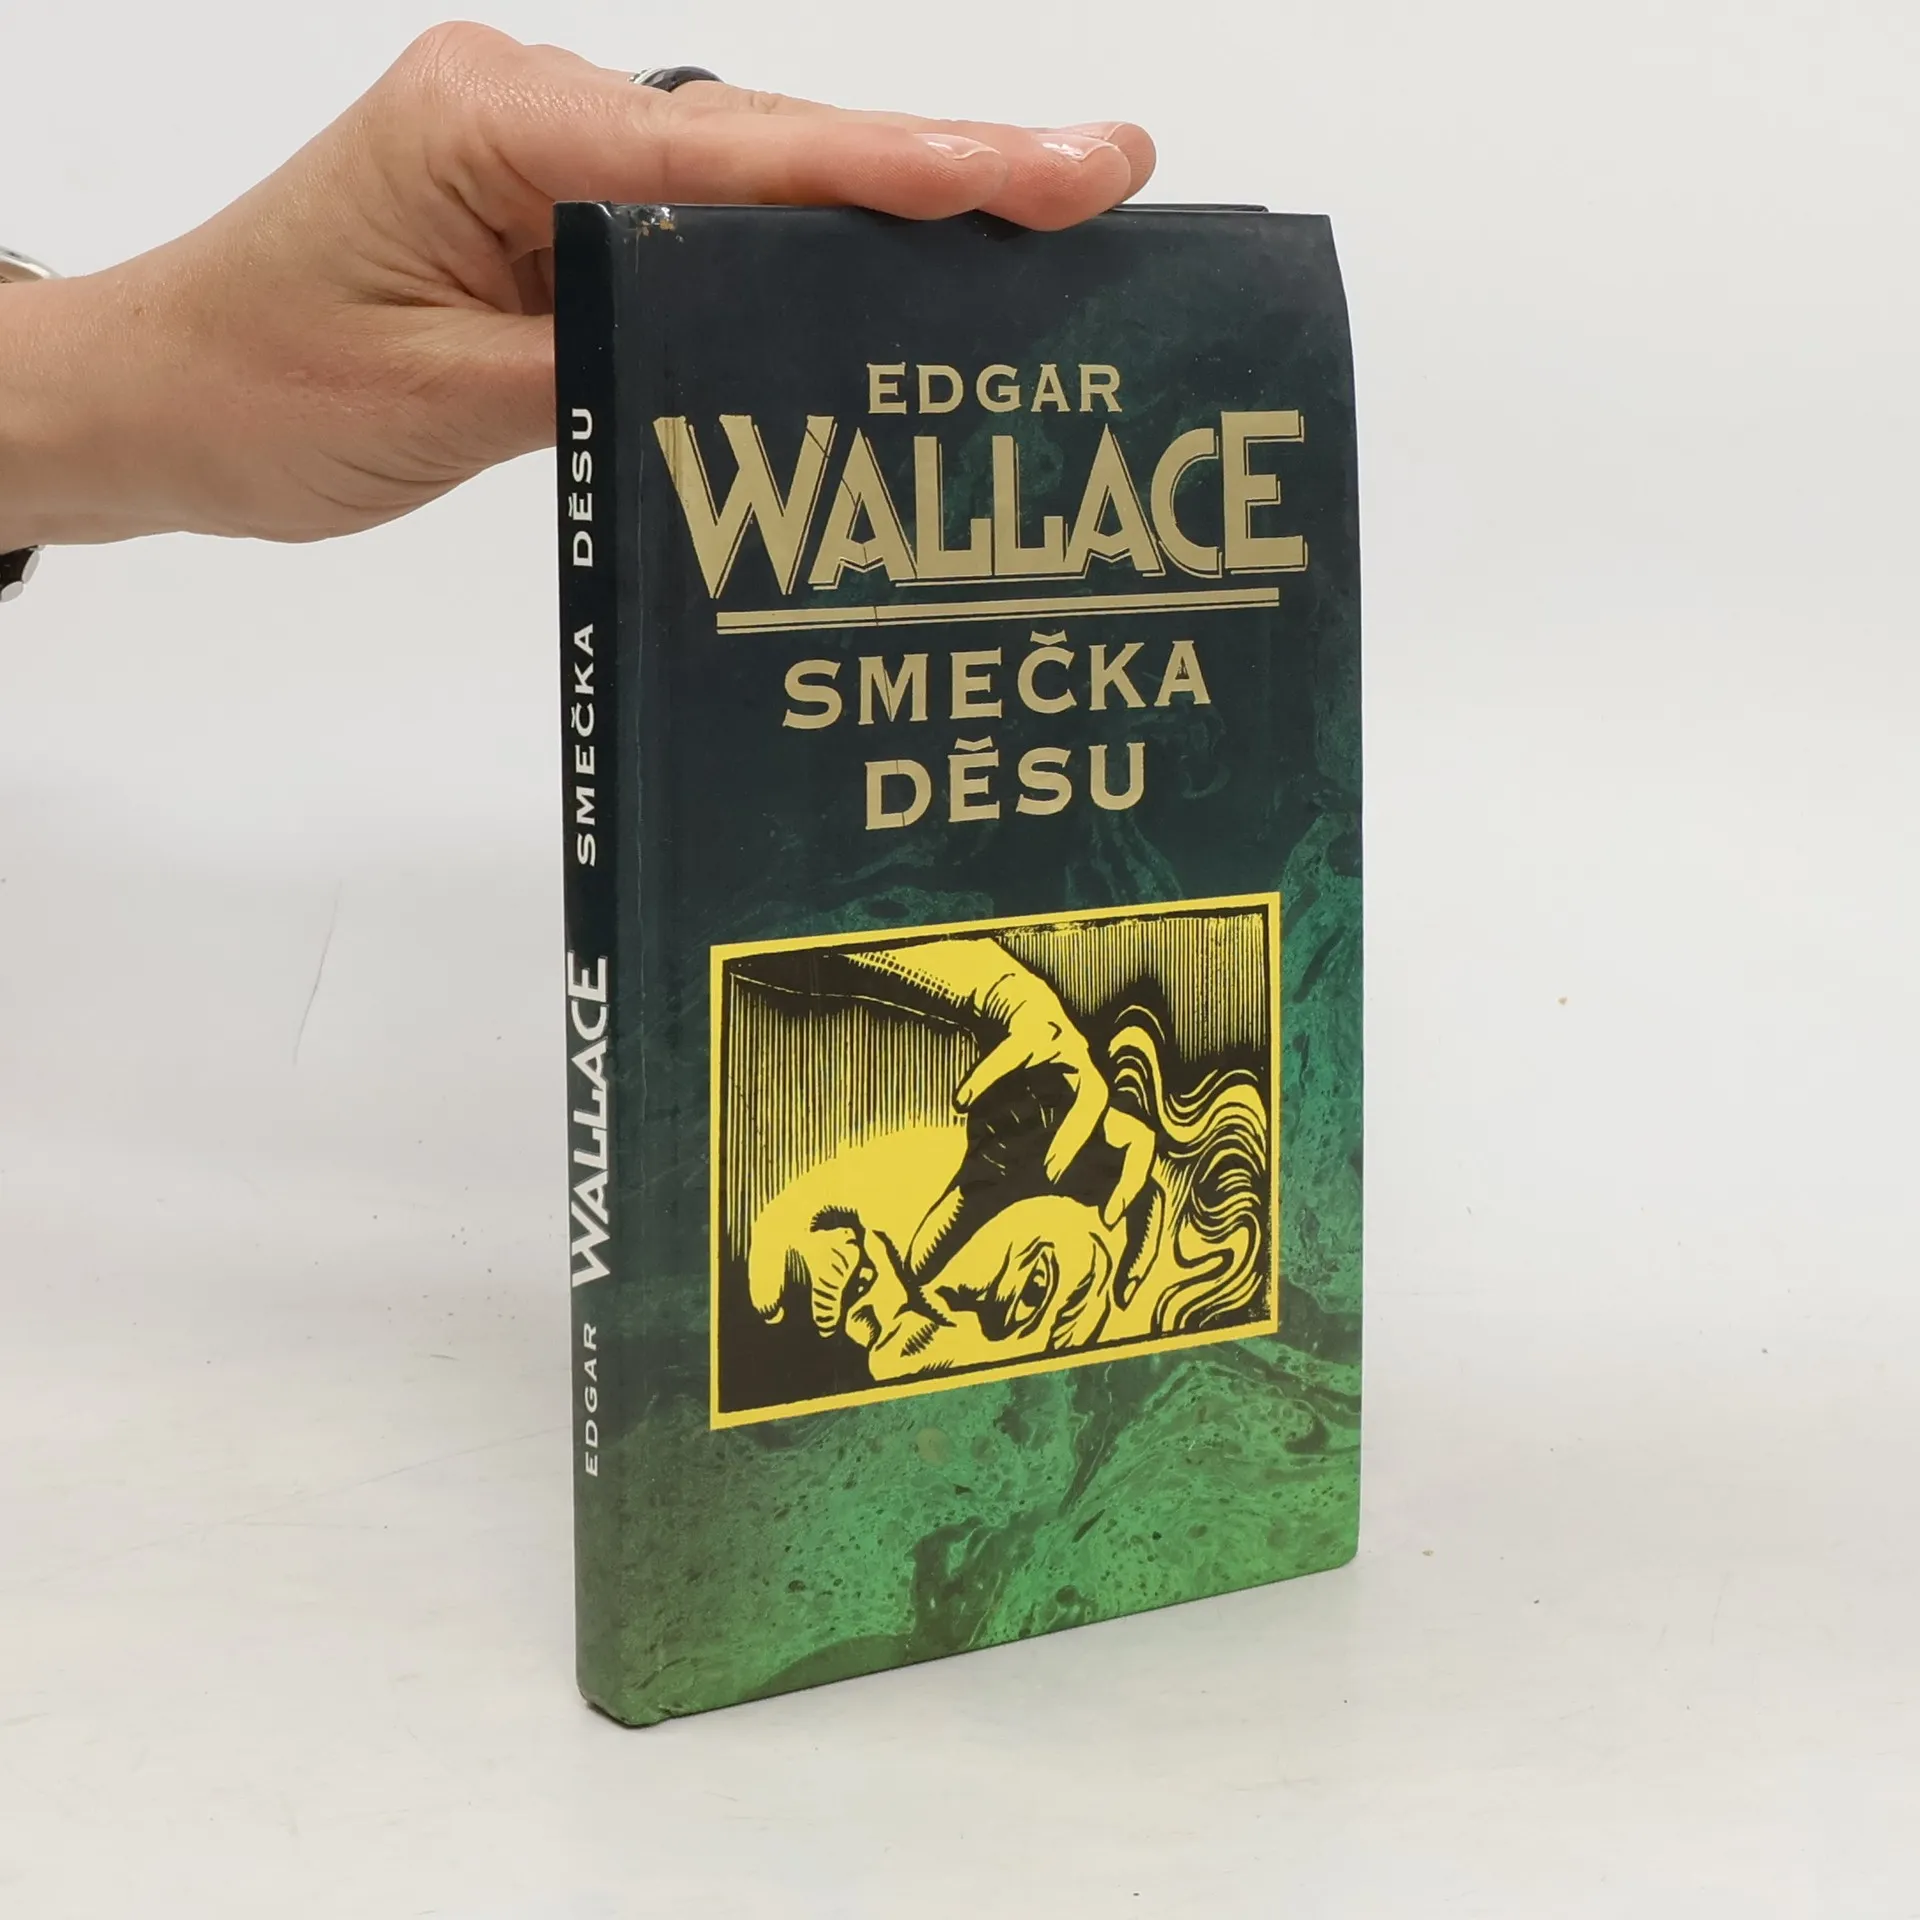 EDGAR
WALLACE
SMEČKA
DĚSU
EDGAR WALLACE SMEČKA DĚSU